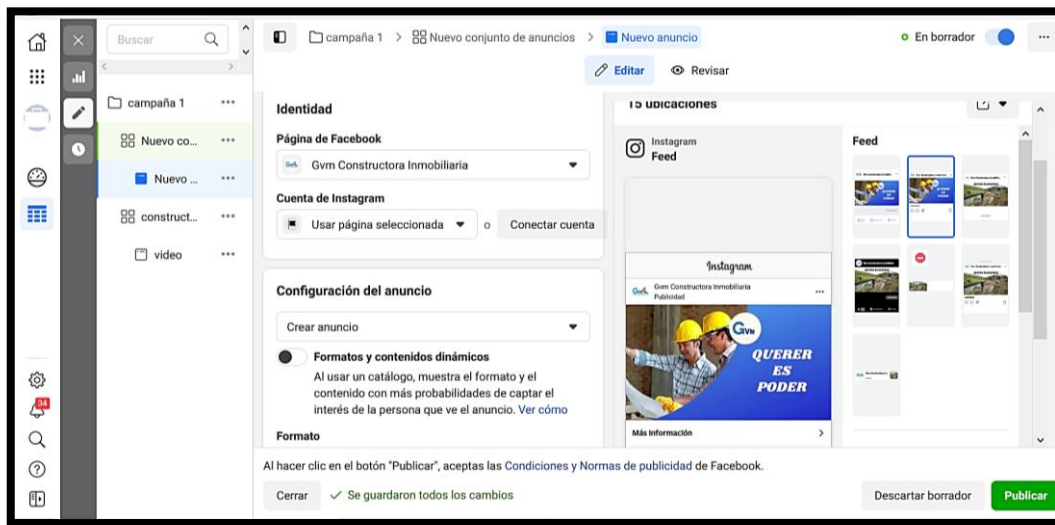 Buscar
campaña 1 > Nuevo conjunto de anuncios > Nuevo anuncio
En borrador
Editar
Revisar
campaña 1
Nuevo co...
Nuevo ...
construct...
video
34
Identidad
Página de Facebook
Gvm Constructora Inmobiliaria
Cuenta de Instagram
Usar página seleccionada
o
Conectar cuenta
Configuración del anuncio
Crear anuncio
Formatos y contenidos dinámicos
Al usar un catálogo, muestra el formato y el
contenido con más probabilidades de captar el
interés de la persona que ve el anuncio. Ver cómo
Formato
15 ubicaciones
Instagram
Feed
Instagram
Gvm Constructora Inmobiliaria
Publicidad
GVM
QUERER
ES
PODER
Más información
Feed
Al hacer clic en el botón "Publicar", aceptas las Condiciones y Normas de publicidad de Facebook.
Cerrar
Se guardaron todos los cambios
Descartar borrador
Publicar